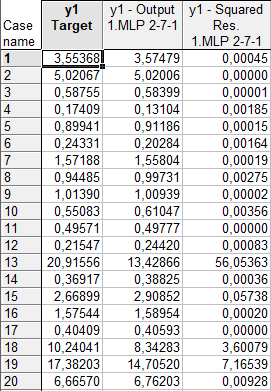 Case name y1 Target y1 - Output 1.MLP 2-7-1 y1 - Squared Res. 1.MLP 2-7-1
1 3,55368 3,57479 0,00045
2 5,02067 5,02006 0,00000
3 0,58755 0,58399 0,00001
4 0,17409 0,13104 0,00185
5 0,89941 0,91186 0,00015
6 0,24331 0,20284 0,00164
7 1,57188 1,55804 0,00019
8 0,94485 0,99731 0,00275
9 1,01390 1,00939 0,00002
10 0,55083 0,61047 0,00356
11 0,49571 0,49777 0,00000
12 0,21547 0,24420 0,00083
13 20,91556 13,42866 56,05363
14 0,36917 0,38825 0,00036
15 2,66899 2,90852 0,05738
16 1,57544 1,58954 0,00020
17 0,40409 0,40593 0,00000
18 10,24041 8,34283 3,60079
19 17,38203 14,70520 7,16539
20 6,66570 6,76203 0,00928